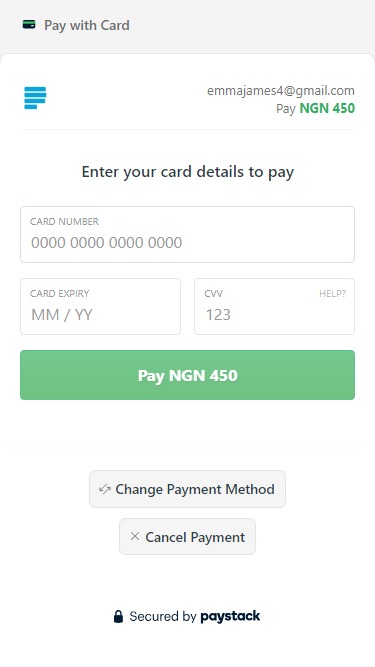 Pay with Card
emmajames4@gmail.com
Pay NGN 450
Enter your card details to pay
CARD NUMBER
0000 0000 0000 0000
CARD EXPIRY
MM / YY
CVV
HELP?
123
Pay NGN 450
Change Payment Method
Cancel Payment
Secured by paystack